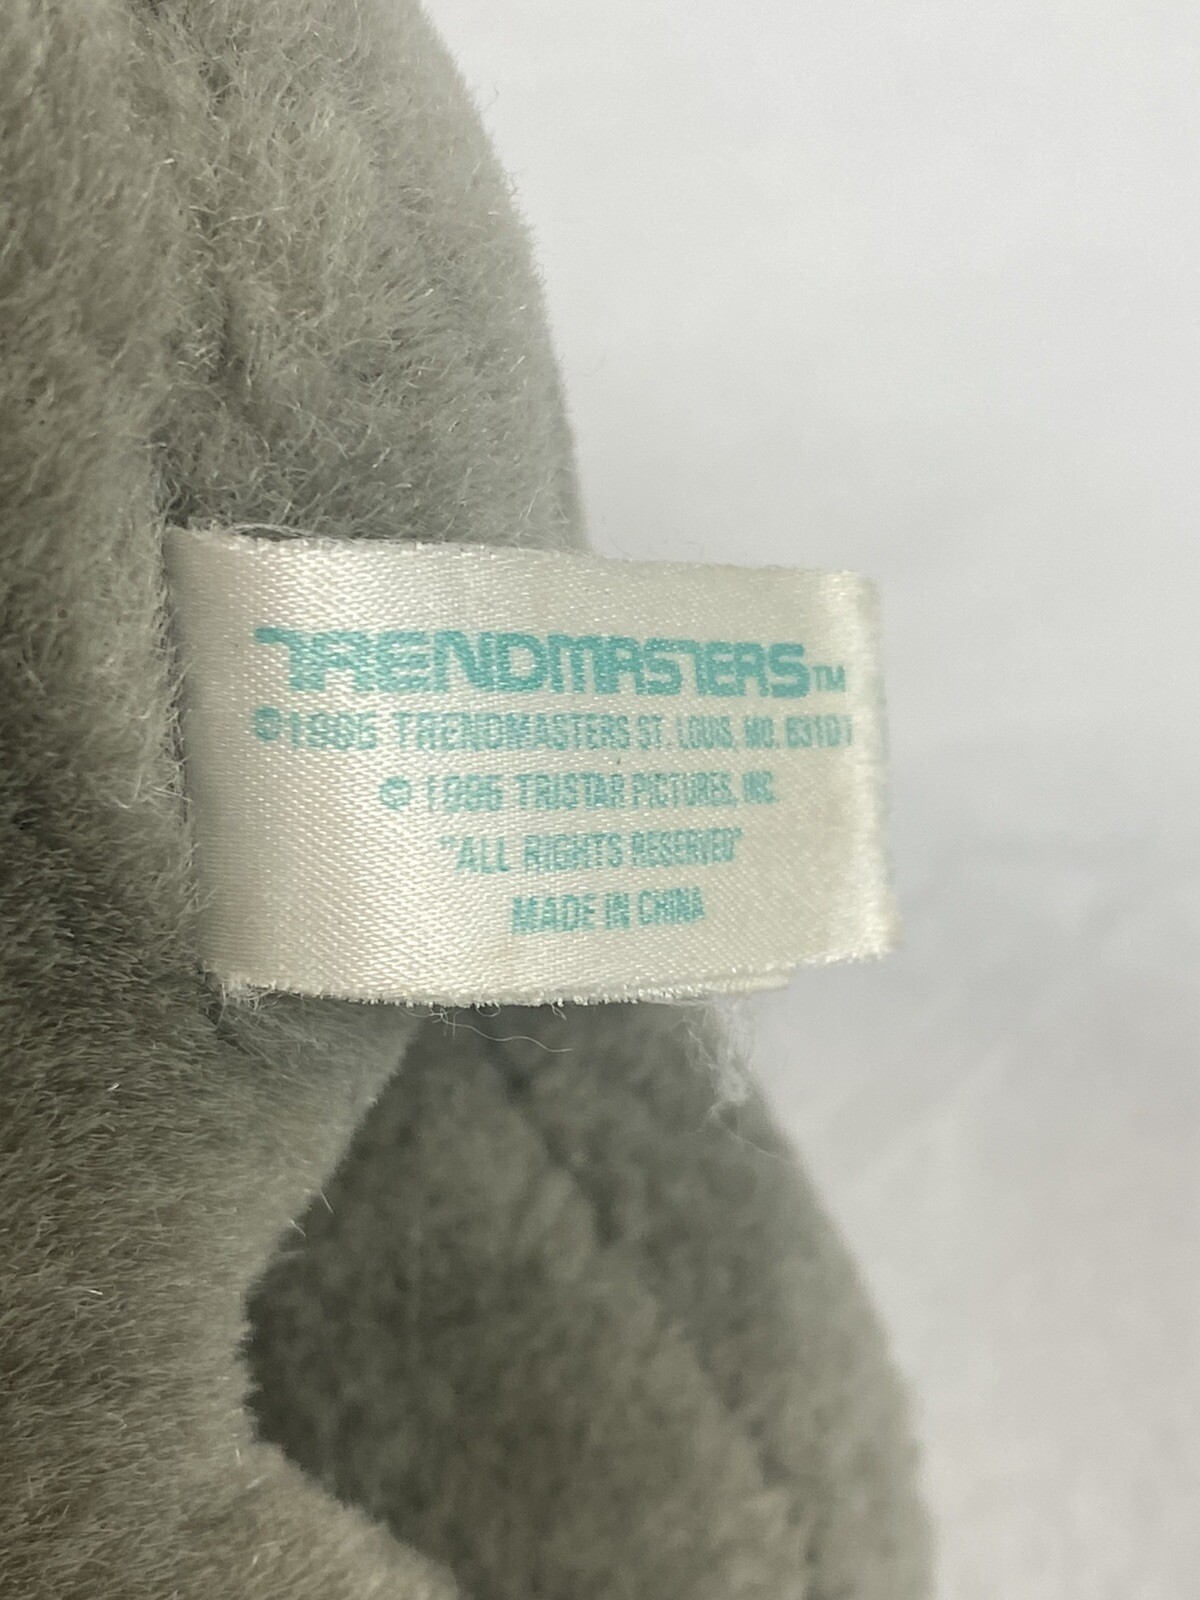 TRENDMASTERS™
©1995 TRENDMASTERS ST. LOUIS, MO. 63101
© 1995 TRISTAR PICTURES, INC.
"ALL RIGHTS RESERVED"
MADE IN CHINA